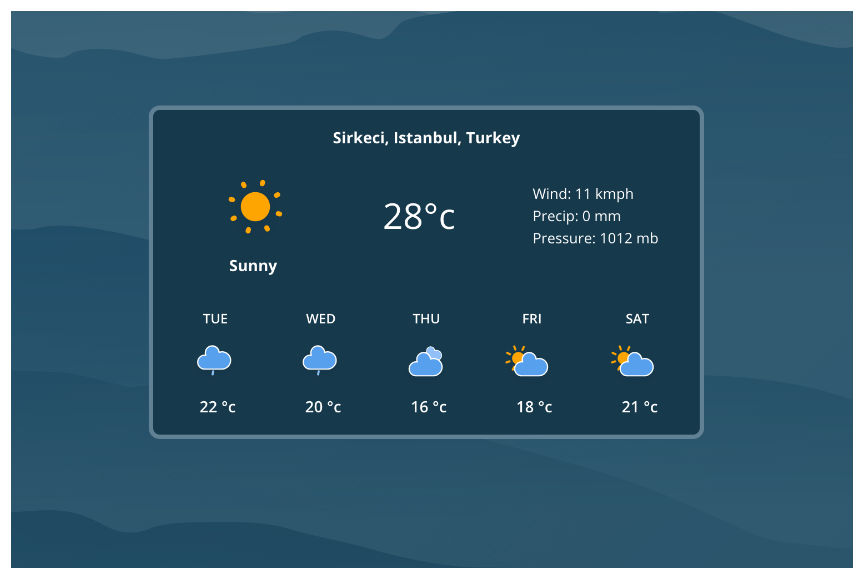 Sirkeci, Istanbul, Turkey
Sunny
28°c
Wind: 11 kmph
Precip: 0 mm
Pressure: 1012 mb
TUE WED THU FRI SAT
22 °c 20 °c 16 °c 18 °c 21 °c